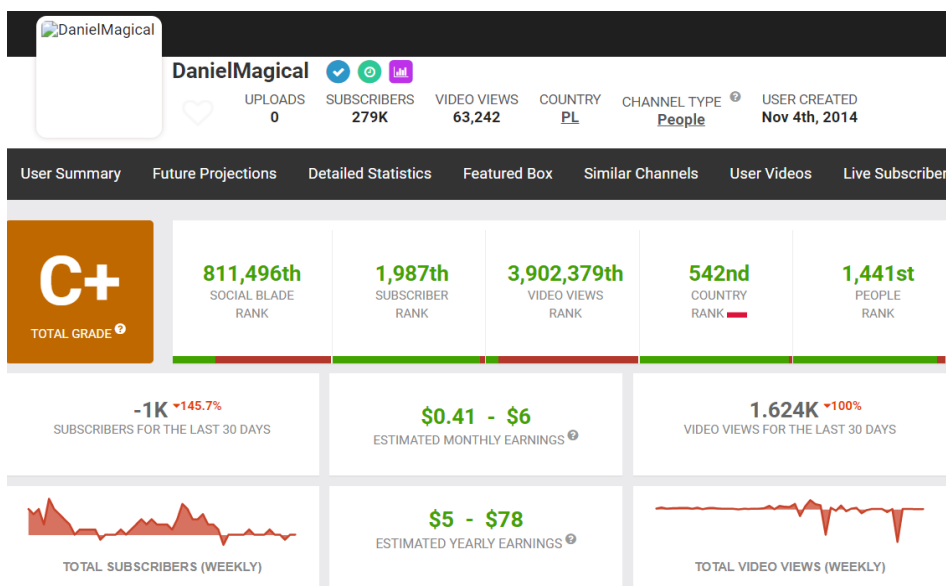 DanielMagical
DanielMagical
UPLOADS
0
SUBSCRIBERS
279K
VIDEO VIEWS
63,242
COUNTRY
PL
CHANNEL TYPE ?
People
USER CREATED
Nov 4th, 2014
User Summary Future Projections Detailed Statistics Featured Box Similar Channels User Videos Live Subscriber
C+
TOTAL GRADE ?
811,496th
SOCIAL BLADE
RANK
1,987th
SUBSCRIBER
RANK
3,902,379th
VIDEO VIEWS
RANK
542nd
COUNTRY
RANK
1,441st
PEOPLE
RANK
-1K 145.7%
SUBSCRIBERS FOR THE LAST 30 DAYS
$0.41 - $6
ESTIMATED MONTHLY EARNINGS ?
1.624K 100%
VIDEO VIEWS FOR THE LAST 30 DAYS
TOTAL SUBSCRIBERS (WEEKLY)
$5 - $78
ESTIMATED YEARLY EARNINGS ?
TOTAL VIDEO VIEWS (WEEKLY)